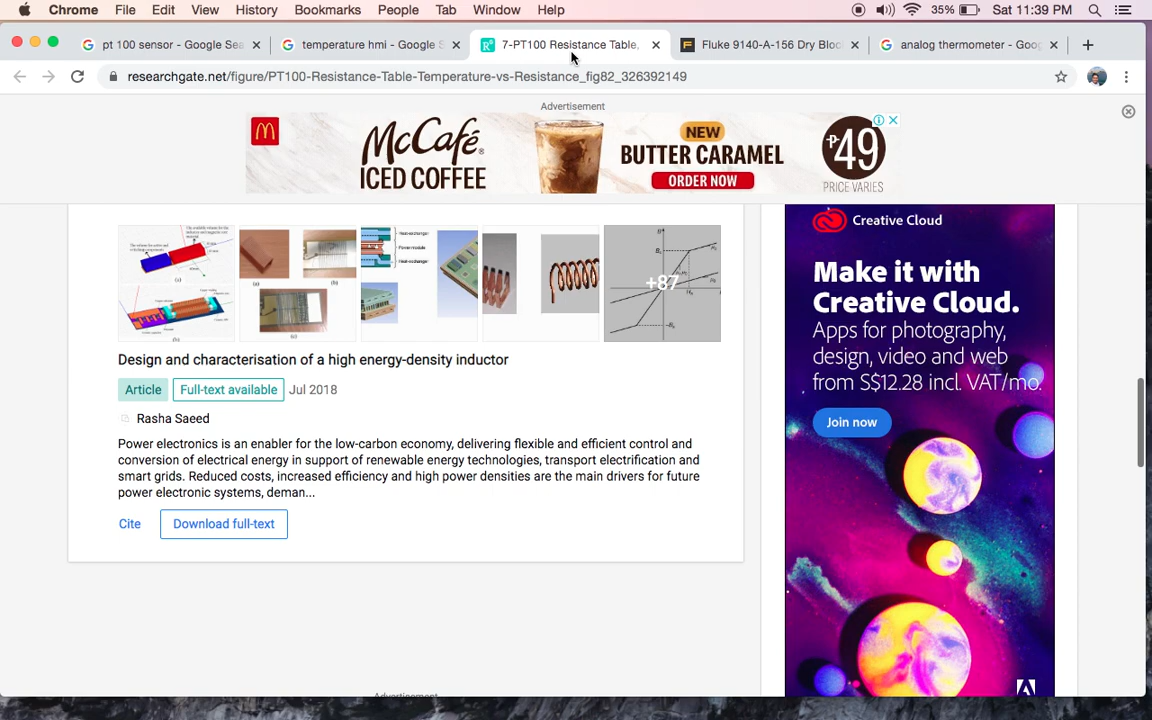 Chrome File Edit View History Bookmarks People Tab Window Help 35% Sat 11:39 PM
pt 100 sensor - Google Sea
temperature hmi - Google S
7-PT100 Resistance Table,
Fluke 9140-A-156 Dry Bloc
analog thermometer - Goog
researchgate.net/figure/PT100-Resistance-Table-Temperature-vs-Resistance_fig82_326392149
Advertisement
McCafé
ICED COFFEE
NEW
BUTTER CARAMEL
ORDER NOW
₱49
PRICE VARIES
+87
Design and characterisation of a high energy-density inductor
Article Full-text available Jul 2018
Rasha Saeed
Power electronics is an enabler for the low-carbon economy, delivering flexible and efficient control and
conversion of electrical energy in support of renewable energy technologies, transport electrification and
smart grids. Reduced costs, increased efficiency and high power densities are the main drivers for future
power electronic systems, deman...
Cite Download full-text
Creative Cloud
Make it with
Creative Cloud.
Apps for photography,
design, video and web
from S$12.28 incl. VAT/mo.
Join now
Advertisement